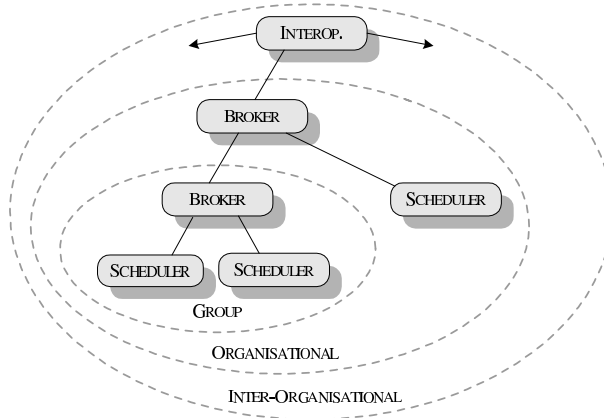 INTEROP.
BROKER
BROKER
SCHEDULER
SCHEDULER
SCHEDULER
GROUP
ORGANISATIONAL
INTER-ORGANISATIONAL